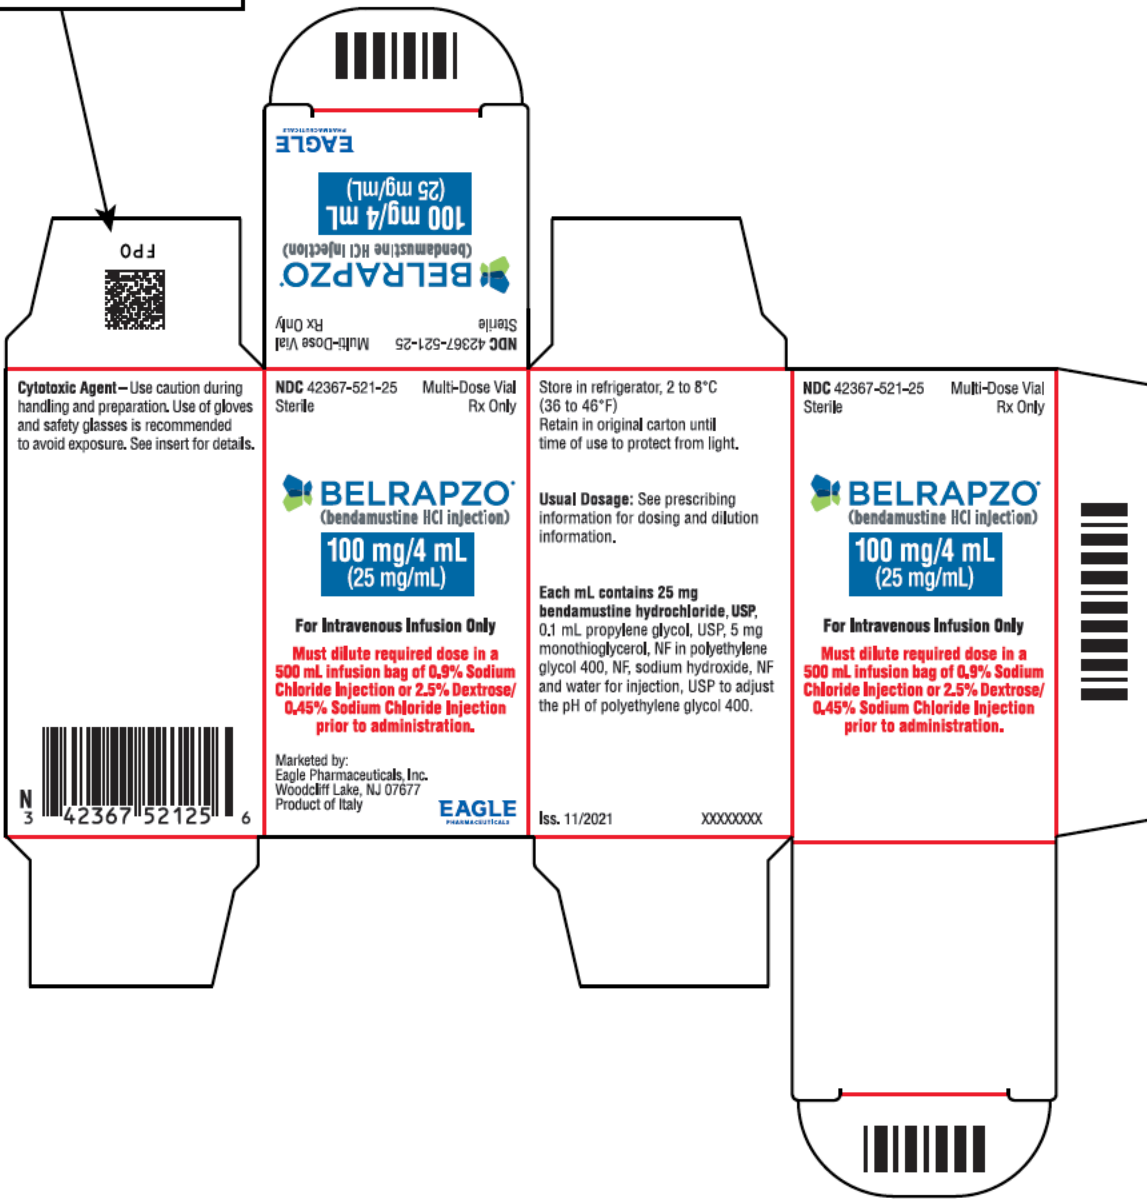 EAGLE
PHARMACEUTICALS
100 mg/4 mL
(25 mg/mL)
BELRAPZO®
(bendamustine HCl injection)
NDC 42367-521-25 Multi-Dose Vial
Sterile Rx Only
FPO
Cytotoxic Agent – Use caution during
handling and preparation. Use of gloves
and safety glasses is recommended
to avoid exposure. See insert for details.
N
3 42367 52125 6
NDC 42367-521-25 Multi-Dose Vial
Sterile Rx Only
BELRAPZO®
(bendamustine HCl injection)
100 mg/4 mL
(25 mg/mL)
For Intravenous Infusion Only
Must dilute required dose in a
500 mL infusion bag of 0.9% Sodium
Chloride Injection or 2.5% Dextrose/
0.45% Sodium Chloride Injection
prior to administration.
Marketed by:
Eagle Pharmaceuticals, Inc.
Woodcliff Lake, NJ 07677
Product of Italy
EAGLE
PHARMACEUTICALS
Store in refrigerator, 2 to 8°C
(36 to 46°F)
Retain in original carton until
time of use to protect from light.
Usual Dosage: See prescribing
information for dosing and dilution
information.
Each mL contains 25 mg
bendamustine hydrochloride, USP,
0.1 mL propylene glycol, USP, 5 mg
monothioglycerol, NF in polyethylene
glycol 400, NF, sodium hydroxide, NF
and water for injection, USP to adjust
the pH of polyethylene glycol 400.
Iss. 11/2021 XXXXXXXX
NDC 42367-521-25 Multi-Dose Vial
Sterile Rx Only
BELRAPZO®
(bendamustine HCl injection)
100 mg/4 mL
(25 mg/mL)
For Intravenous Infusion Only
Must dilute required dose in a
500 mL infusion bag of 0.9% Sodium
Chloride Injection or 2.5% Dextrose/
0.45% Sodium Chloride Injection
prior to administration.